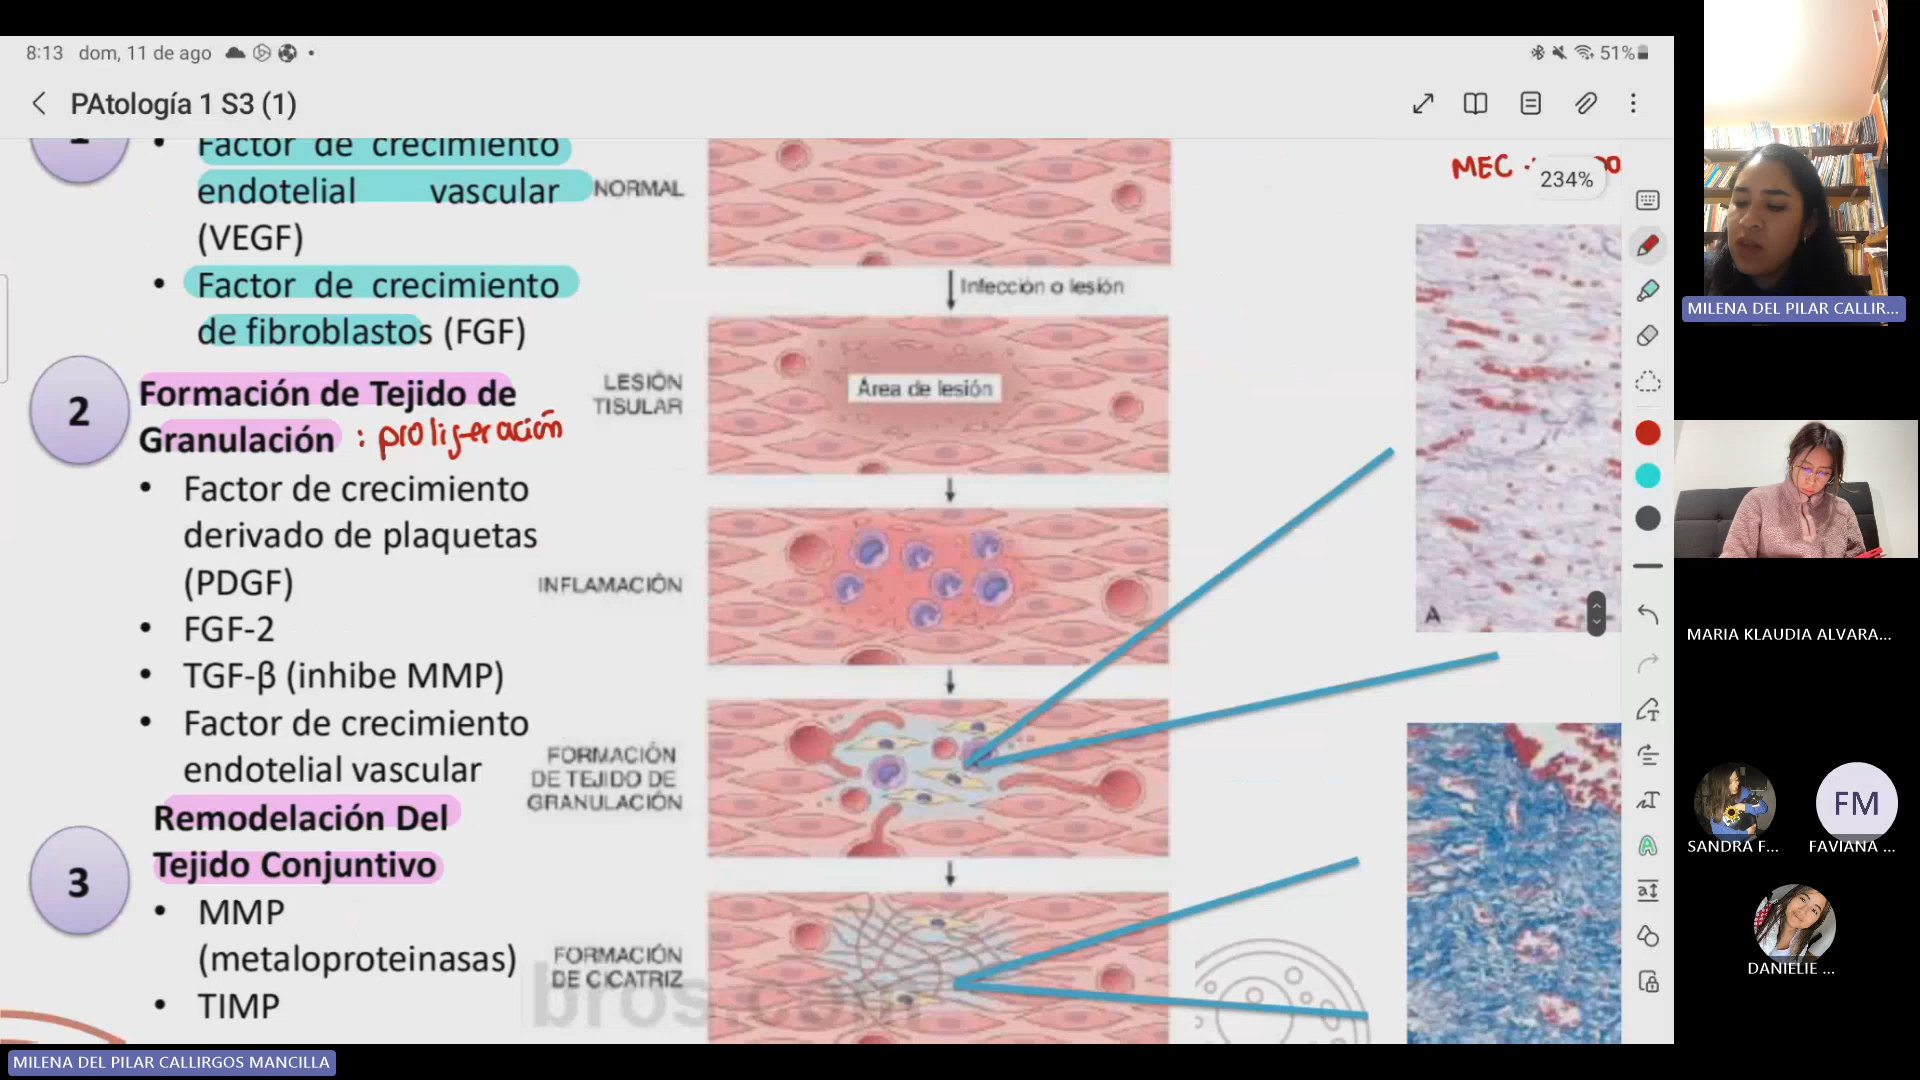 8:13 dom, 11 de ago
51%
PAtología 1 S3 (1)
Factor de crecimiento
endotelial vascular
(VEGF)
• Factor de crecimiento
de fibroblastos (FGF)
2
Formación de Tejido de
Granulación : proliferación
• Factor de crecimiento
derivado de plaquetas
(PDGF)
• FGF-2
• TGF-β (inhibe MMP)
• Factor de crecimiento
endotelial vascular
3
Remodelación Del
Tejido Conjuntivo
• MMP
(metaloproteinasas)
• TIMP
NORMAL
Infección o lesión
LESIÓN
TISULAR
Área de lesión
INFLAMACIÓN
FORMACIÓN
DE TEJIDO DE
GRANULACIÓN
FORMACIÓN
DE CICATRIZ
bros.com
MEC
234%
A
MILENA DEL PILAR CALLIR...
MARIA KLAUDIA ALVARA...
FM
SANDRA F...
FAVIANA ...
DANIELIE ...
MILENA DEL PILAR CALLIRGOS MANCILLA